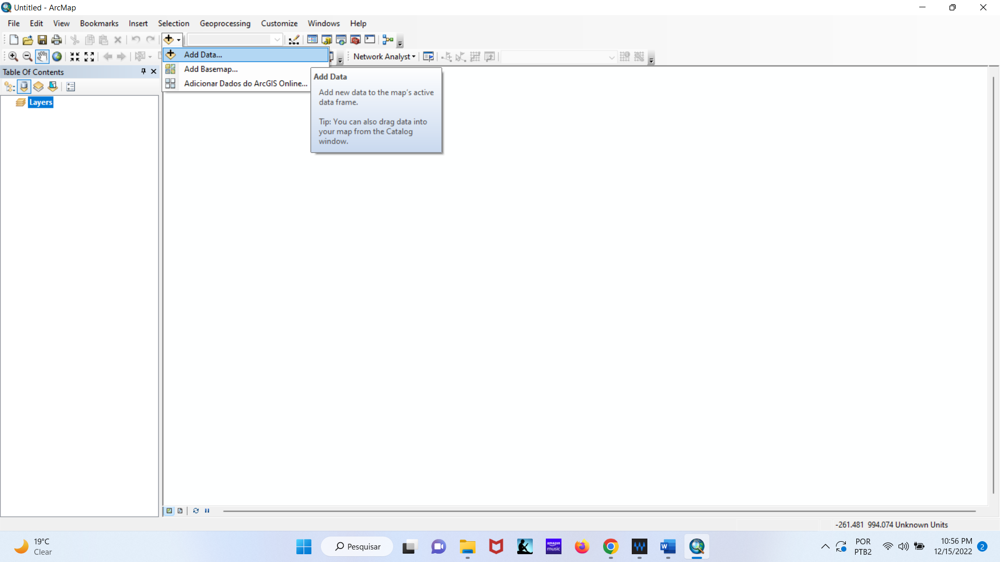 Untitled - ArcMap
File Edit View Bookmarks Insert Selection Geoprocessing Customize Windows Help
Add Data...
Network Analyst
Add Basemap...
Table Of Contents
Adicionar Dados do ArcGIS Online...
Add Data
Add new data to the map's active
data frame.
Tip: You can also drag data into
your map from the Catalog
window.
Layers
-261.481 994.074 Unknown Units
19°C
Clear
Pesquisar
amazon
music
W
POR
PTB2
10:56 PM
12/15/2022
2